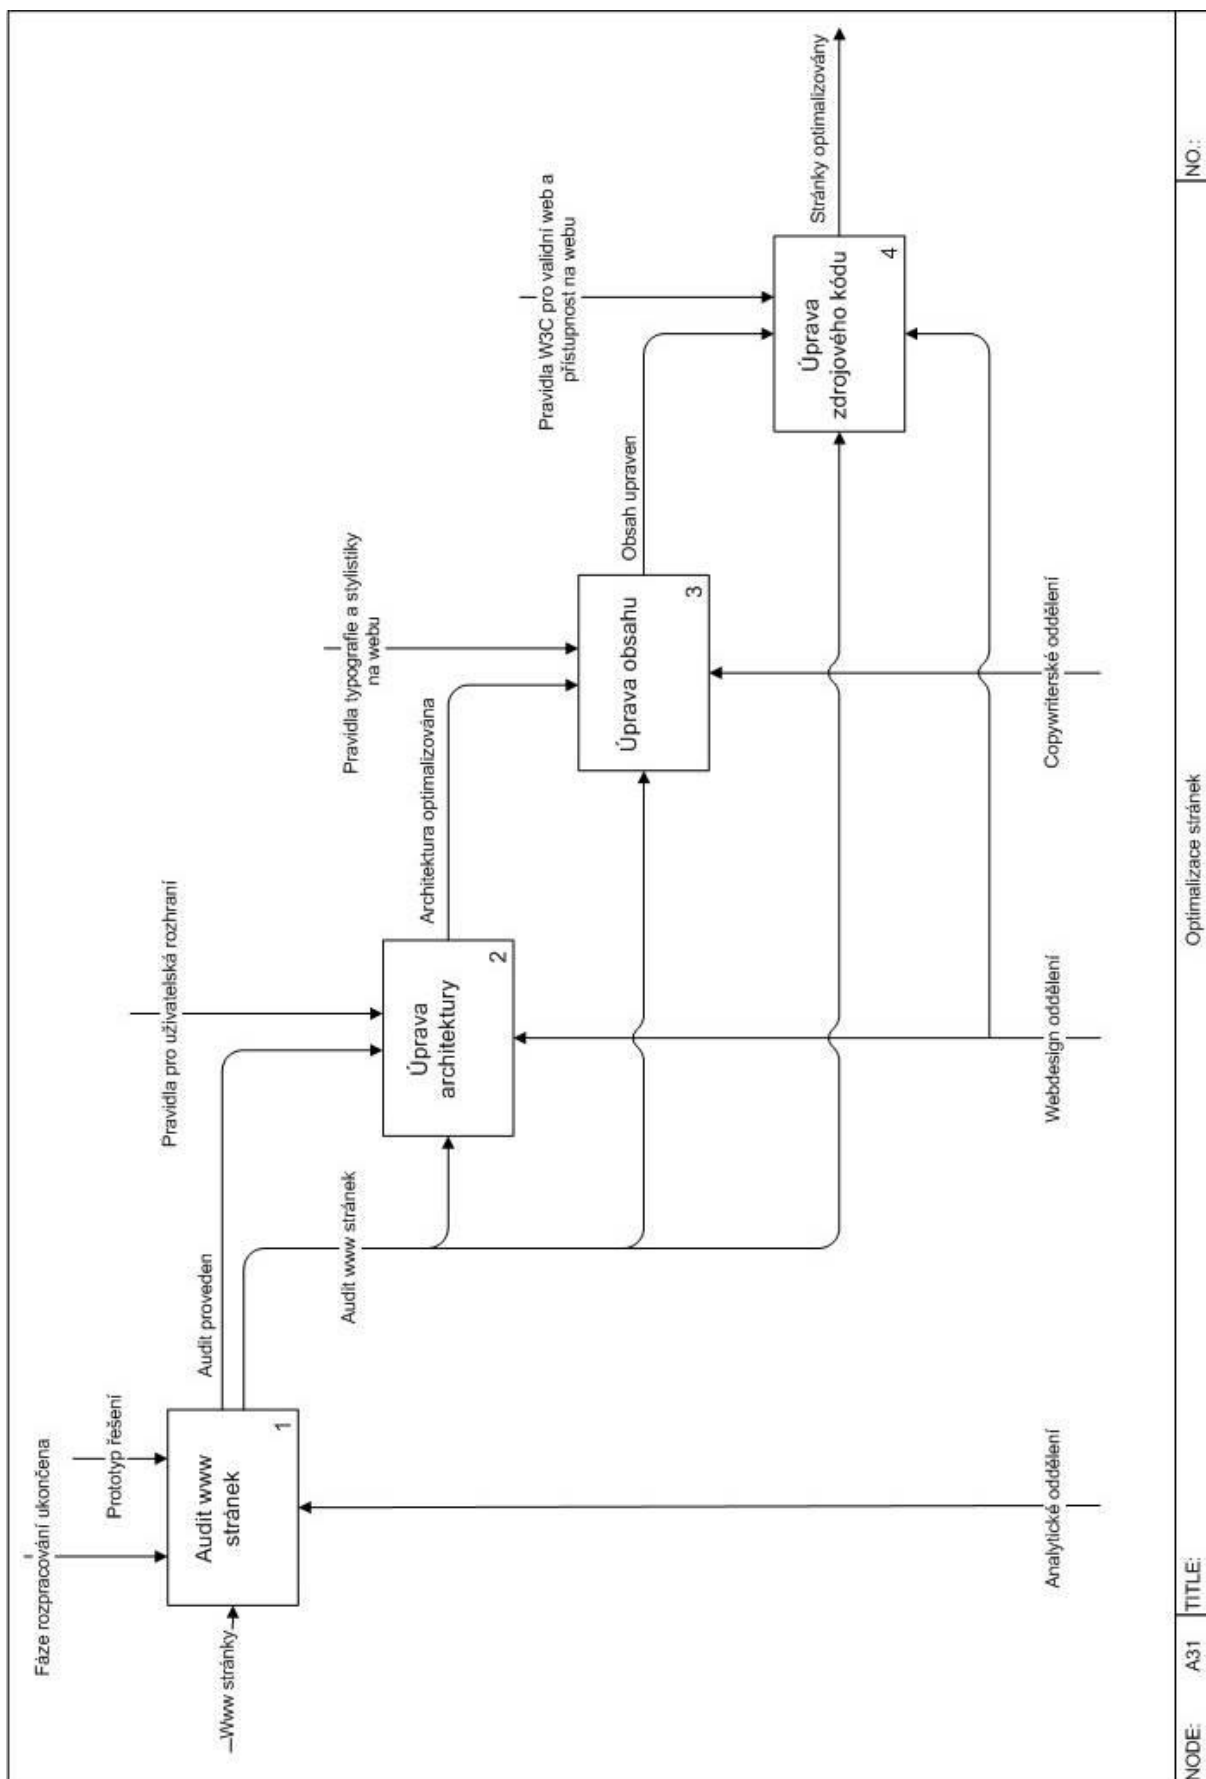 Fáze rozpracování ukončena
Prototyp řešení
Www stránky
Audit www
stránek
1
Audit proveden
Audit www stránek
Pravidla pro uživatelská rozhraní
Úprava
architektury
2
Architektura optimalizována
Pravidla typografie a stylistiky
na webu
Úprava obsahu
3
Obsah upraven
Pravidla W3C pro validní web a
přístupnost na webu
Úprava
zdrojového kódu
4
Stránky optimalizovány
Analytické oddělení
Webdesign oddělení
Copywriterské oddělení
NODE: A31 TITLE: Optimalizace stránek NO.: